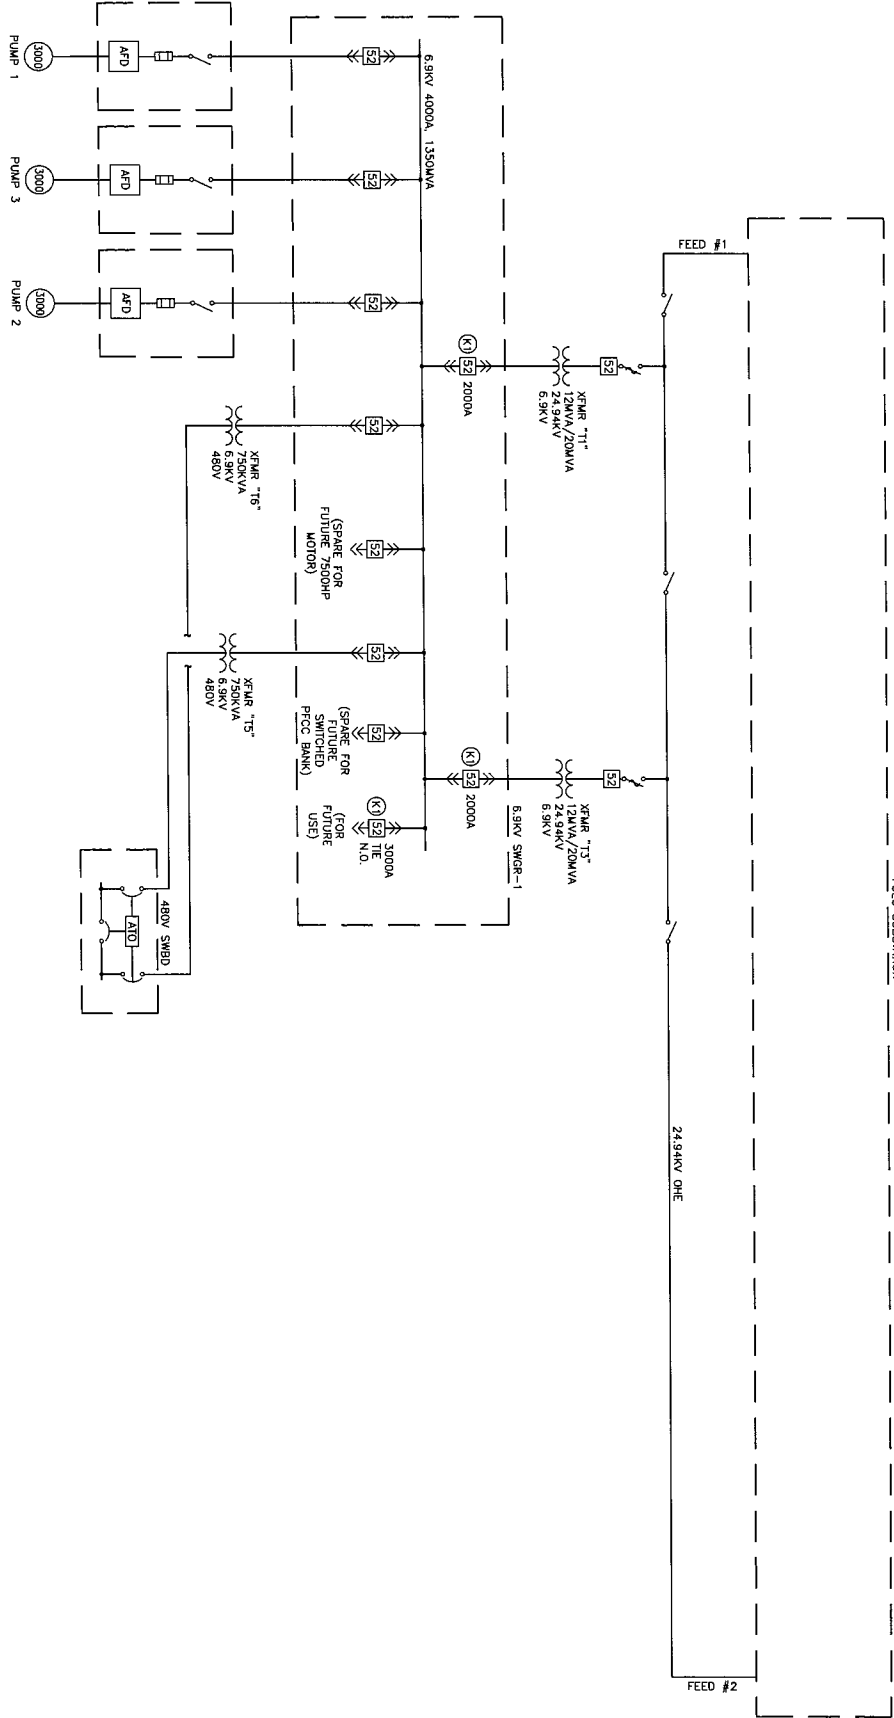 FEED #1
FEED #2
24.94KV OHE
52
XFMR "T1"
12MVA/20MVA
24.94KV
6.9KV
52
XFMR "T3"
12MVA/20MVA
24.94KV
6.9KV
6.9KV SWGR-1
K1
52
2000A
K1
52
2000A
6.9KV 4000A, 1350MVA
52
52
52
52
52
(SPARE FOR
FUTURE 7500HP
MOTOR)
52
52
(SPARE FOR
FUTURE
SWITCHED
PFCC BANK)
K1
52
3000A
TIE
N.O.
(FOR
FUTURE
USE)
XFMR "T6"
750KVA
6.9KV
480V
XFMR "T5"
750KVA
6.9KV
480V
AFD
3000
PUMP 1
AFD
3000
PUMP 3
AFD
3000
PUMP 2
480V SWBD
ATO